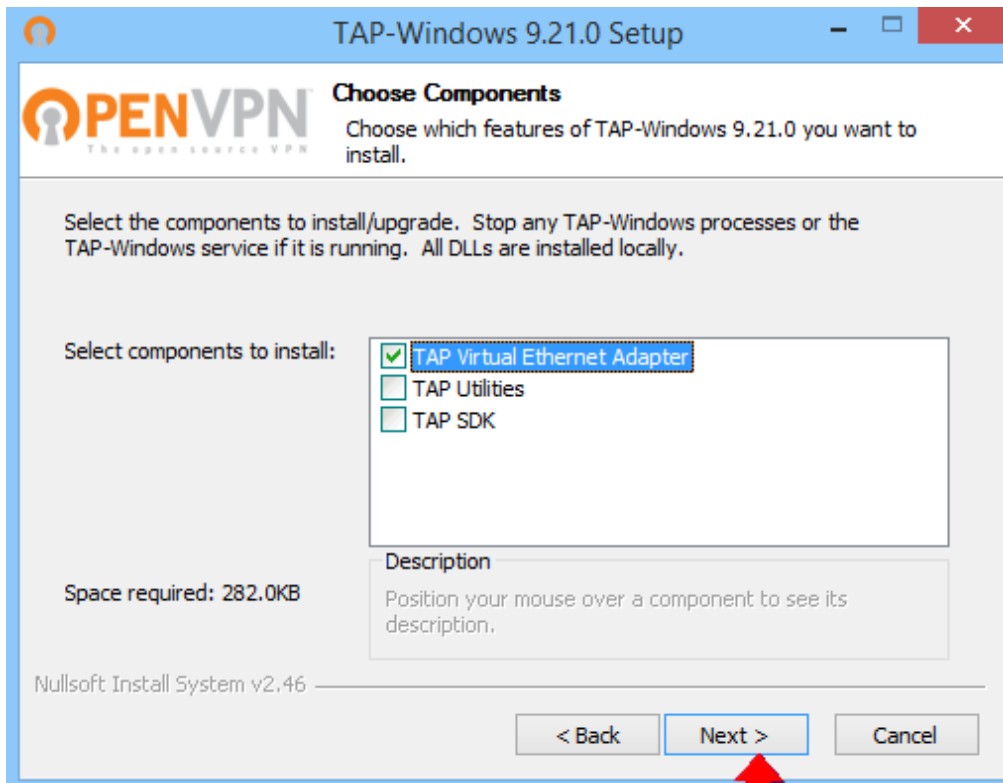 TAP-Windows 9.21.0 Setup
OPENVPN
The open source VPN
Choose Components
Choose which features of TAP-Windows 9.21.0 you want to
install.
Select the components to install/upgrade. Stop any TAP-Windows processes or the
TAP-Windows service if it is running. All DLLs are installed locally.
Select components to install:
TAP Virtual Ethernet Adapter
TAP Utilities
TAP SDK
Space required: 282.0KB
Description
Position your mouse over a component to see its
description.
Nullsoft Install System v2.46
< Back
Next >
Cancel